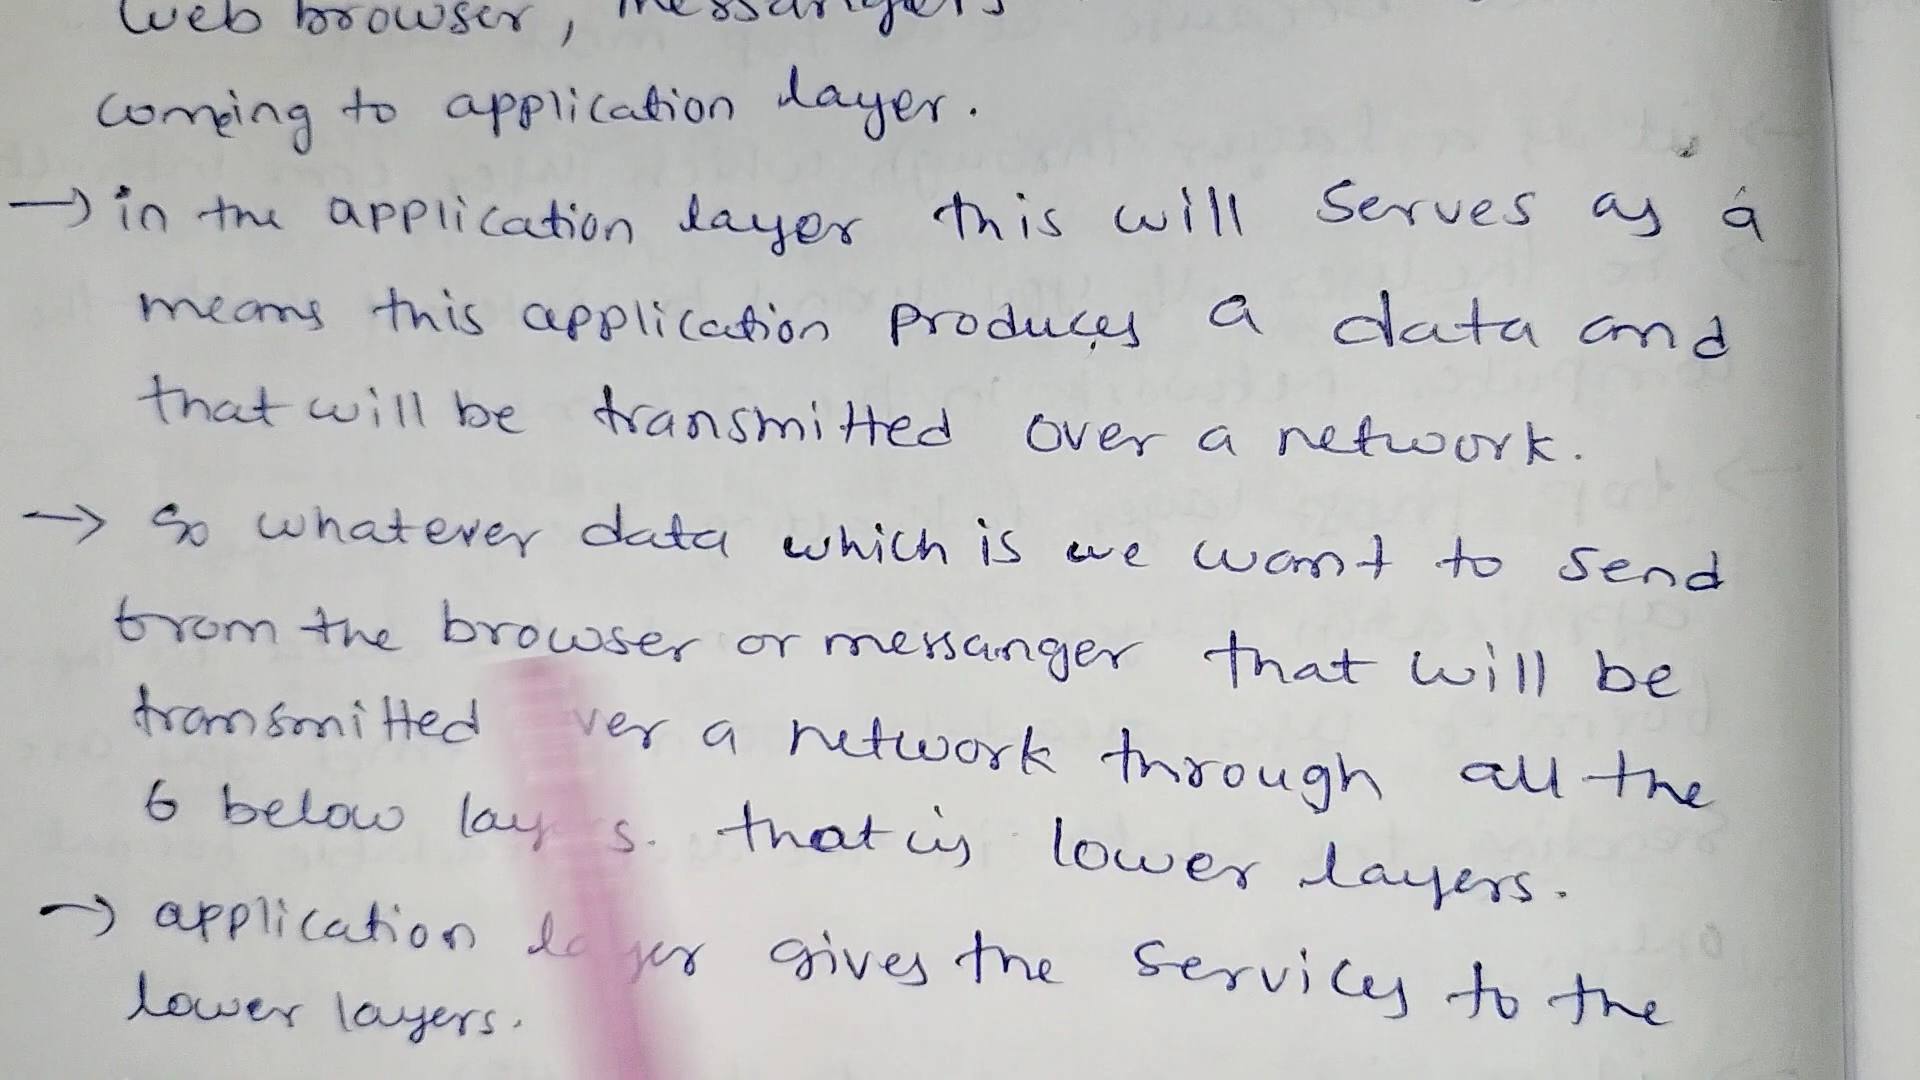 web browser, messangers
coming to application layer.
→ in the application layer this will serves as a
means this application produces a data and
that will be transmitted over a network.
→ So whatever data which is we want to send
from the browser or messanger that will be
transmitted ver a network through all the
6 below lay s. that is lower layers.
→ application layer gives the services to the
lower layers.